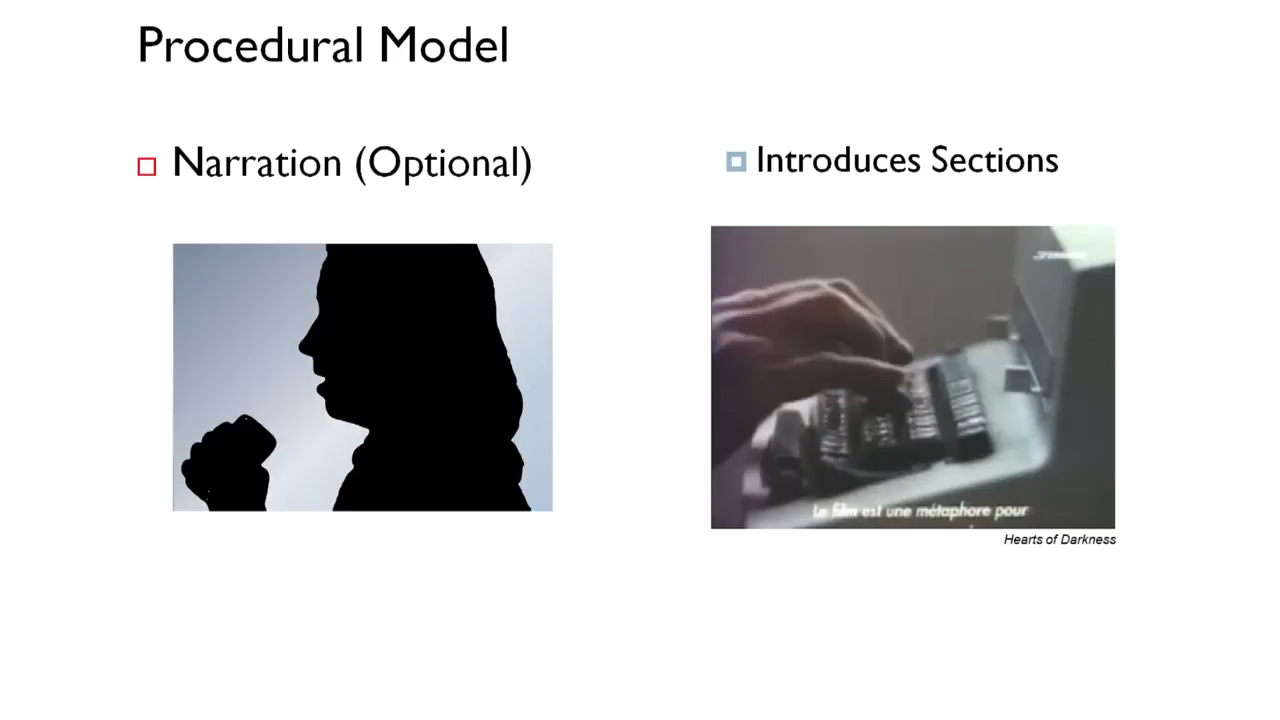 Procedural Model
Narration (Optional)
Introduces Sections
Le film est une métaphore pour
Hearts of Darkness